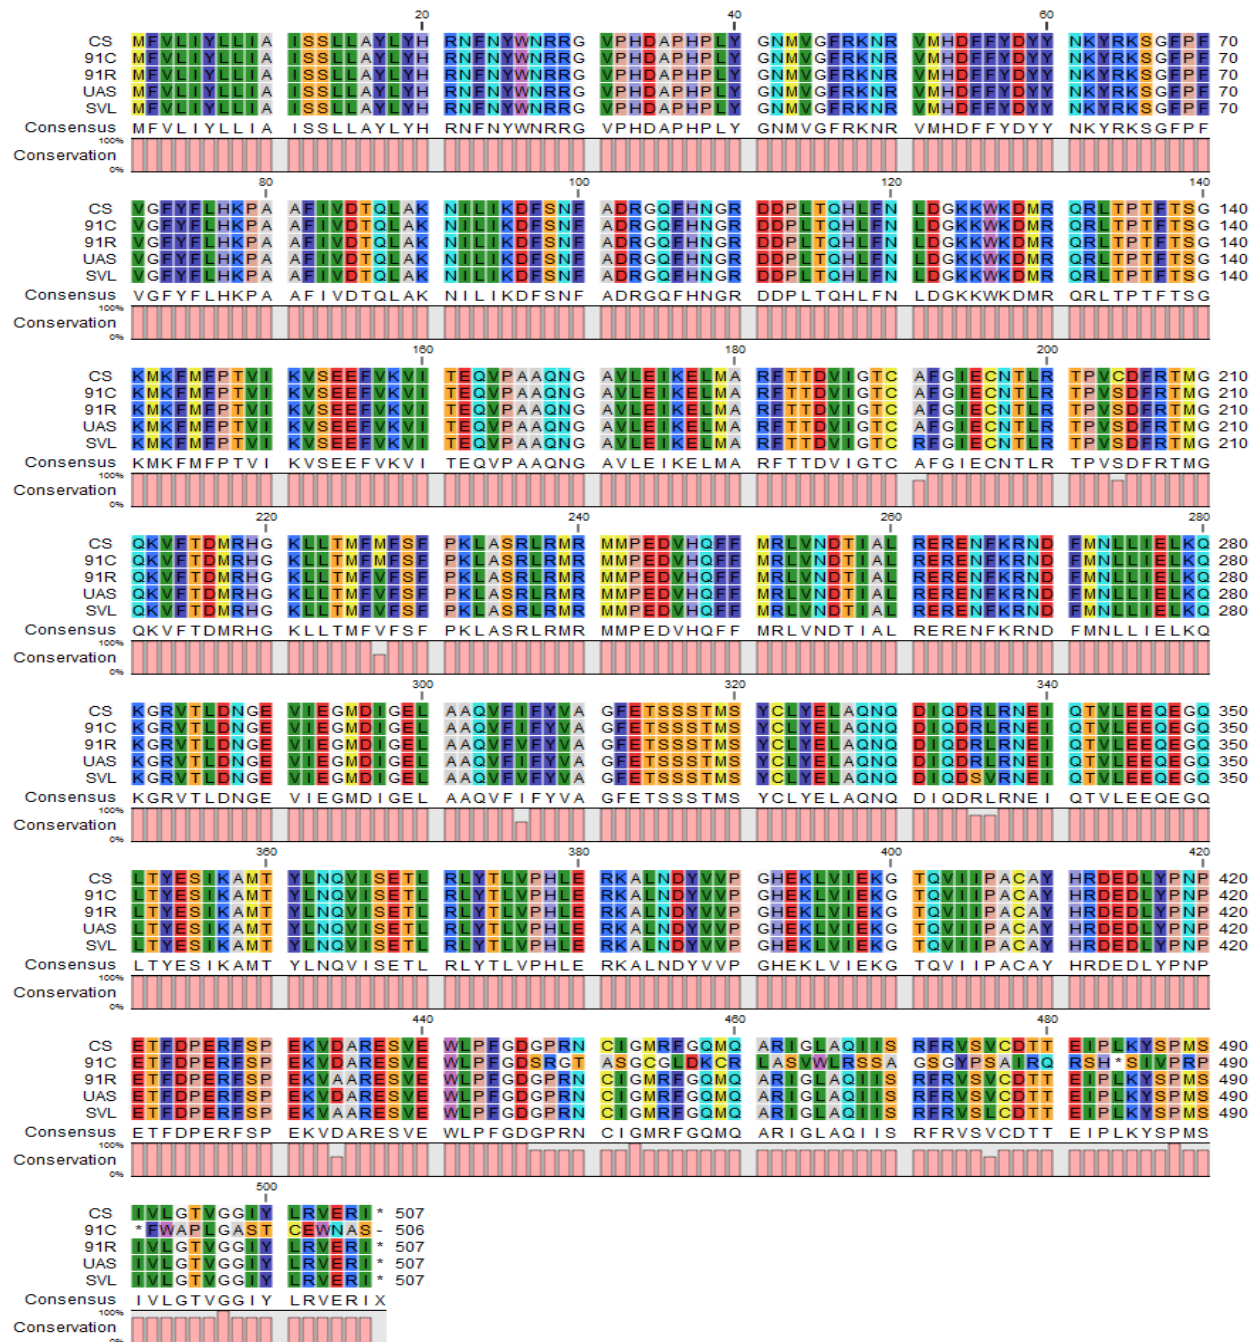 20 40 60
CS MFVLIYLLIA ISSLLAYLYH RNFNYWNRRG VPHDAPHPLY GNMVGFRKNR VMHDFFYDYY NKYRKSGFPF 70
91C MFVLIYLLIA ISSLLAYLYH RNFNYWNRRG VPHDAPHPLY GNMVGFRKNR VMHDFFYDYY NKYRKSGFPF 70
91R MFVLIYLLIA ISSLLAYLYH RNFNYWNRRG VPHDAPHPLY GNMVGFRKNR VMHDFFYDYY NKYRKSGFPF 70
UAS MFVLIYLLIA ISSLLAYLYH RNFNYWNRRG VPHDAPHPLY GNMVGFRKNR VMHDFFYDYY NKYRKSGFPF 70
SVL MFVLIYLLIA ISSLLAYLYH RNFNYWNRRG VPHDAPHPLY GNMVGFRKNR VMHDFFYDYY NKYRKSGFPF 70
Consensus MFVLIYLLIA ISSLLAYLYH RNFNYWNRRG VPHDAPHPLY GNMVGFRKNR VMHDFFYDYY NKYRKSGFPF
100%
Conservation
0%
80 100 120 140
CS VGFYFLHKPA AFIVDTQLAK NILIKDFSNF ADRGQFHNGR DDPLTQHLFN LDGKKWKDMR QRLTPTFTSG 140
91C VGFYFLHKPA AFIVDTQLAK NILIKDFSNF ADRGQFHNGR DDPLTQHLFN LDGKKWKDMR QRLTPTFTSG 140
91R VGFYFLHKPA AFIVDTQLAK NILIKDFSNF ADRGQFHNGR DDPLTQHLFN LDGKKWKDMR QRLTPTFTSG 140
UAS VGFYFLHKPA AFIVDTQLAK NILIKDFSNF ADRGQFHNGR DDPLTQHLFN LDGKKWKDMR QRLTPTFTSG 140
SVL VGFYFLHKPA AFIVDTQLAK NILIKDFSNF ADRGQFHNGR DDPLTQHLFN LDGKKWKDMR QRLTPTFTSG 140
Consensus VGFYFLHKPA AFIVDTQLAK NILIKDFSNF ADRGQFHNGR DDPLTQHLFN LDGKKWKDMR QRLTPTFTSG
100%
Conservation
0%
160 180 200
CS KMKFMFPTVI KVSEEFVKVI TEQVPAAQNG AVLEIKELMA RFTTDVIGTC AFGIECNTLR TPVCDFRTMG 210
91C KMKFMFPTVI KVSEEFVKVI TEQVPAAQNG AVLEIKELMA RFTTDVIGTC AFGIECNTLR TPVSDFRTMG 210
91R KMKFMFPTVI KVSEEFVKVI TEQVPAAQNG AVLEIKELMA RFTTDVIGTC AFGIECNTLR TPVSDFRTMG 210
UAS KMKFMFPTVI KVSEEFVKVI TEQVPAAQNG AVLEIKELMA RFTTDVIGTC AFGIECNTLR TPVSDFRTMG 210
SVL KMKFMFPTVI KVSEEFVKVI TEQVPAAQNG AVLEIKELMA RFTTDVIGTC RFGIECNTLR TPVSDFRTMG 210
Consensus KMKFMFPTVI KVSEEFVKVI TEQVPAAQNG AVLEIKELMA RFTTDVIGTC AFGIECNTLR TPVSDFRTMG
100%
Conservation
0%
220 240 260 280
CS QKVFTDMRHG KLLTMFMFSF PKLASRLRMR MMPEDVHQFF MRLVNDTIAL RERENFKRND FMNLLIELKQ 280
91C QKVFTDMRHG KLLTMFMFSF PKLASRLRMR MMPEDVHQFF MRLVNDTIAL RERENFKRND FMNLLIELKQ 280
91R QKVFTDMRHG KLLTMFVFSF PKLASRLRMR MMPEDVHQFF MRLVNDTIAL RERENFKRND FMNLLIELKQ 280
UAS QKVFTDMRHG KLLTMFVFSF PKLASRLRMR MMPEDVHQFF MRLVNDTIAL RERENFKRND FMNLLIELKQ 280
SVL QKVFTDMRHG KLLTMFVFSF PKLASRLRMR MMPEDVHQFF MRLVNDTIAL RERENFKRND FMNLLIELKQ 280
Consensus QKVFTDMRHG KLLTMFVFSF PKLASRLRMR MMPEDVHQFF MRLVNDTIAL RERENFKRND FMNLLIELKQ
100%
Conservation
0%
300 320 340
CS KGRVTLDNGE VIEGMDIGEL AAQVFIFYVA GFETSSSTMS YCLYELAQNQ DIQDRLRNEI QTVLEEQEGQ 350
91C KGRVTLDNGE VIEGMDIGEL AAQVFIFYVA GFETSSSTMS YCLYELAQNQ DIQDRLRNEI QTVLEEQEGQ 350
91R KGRVTLDNGE VIEGMDIGEL AAQVFVFYVA GFETSSSTMS YCLYELAQNQ DIQDRLRNEI QTVLEEQEGQ 350
UAS KGRVTLDNGE VIEGMDIGEL AAQVFIFYVA GFETSSSTMS YCLYELAQNQ DIQDRLRNEI QTVLEEQEGQ 350
SVL KGRVTLDNGE VIEGMDIGEL AAQVFVFYVA GFETSSSTMS YCLYELAQNQ DIQDSVRNEI QTVLEEQEGQ 350
Consensus KGRVTLDNGE VIEGMDIGEL AAQVFIFYVA GFETSSSTMS YCLYELAQNQ DIQDRLRNEI QTVLEEQEGQ
100%
Conservation
0%
360 380 400 420
CS LTYESIKAMT YLNQVISETL RLYTLVPHLE RKALNDYVVP GHEKLVIEKG TQVIIPACAY HRDEDLYPNP 420
91C LTYESIKAMT YLNQVISETL RLYTLVPHLE RKALNDYVVP GHEKLVIEKG TQVIIPACAY HRDEDLYPNP 420
91R LTYESIKAMT YLNQVISETL RLYTLVPHLE RKALNDYVVP GHEKLVIEKG TQVIIPACAY HRDEDLYPNP 420
UAS LTYESIKAMT YLNQVISETL RLYTLVPHLE RKALNDYVVP GHEKLVIEKG TQVIIPACAY HRDEDLYPNP 420
SVL LTYESIKAMT YLNQVISETL RLYTLVPHLE RKALNDYVVP GHEKLVIEKG TQVIIPACAY HRDEDLYPNP 420
Consensus LTYESIKAMT YLNQVISETL RLYTLVPHLE RKALNDYVVP GHEKLVIEKG TQVIIPACAY HRDEDLYPNP
100%
Conservation
0%
440 460 480
CS ETFDPERFSP EKVDARESVE WLPFGDGPRN CIGMRFGQMQ ARIGLAQIIS RFRVSVCDTT EIPLKYSPMS 490
91C ETFDPERFSP EKVDARESVE WLPFGDSRGT ASGCGLDKCR LASVWLRSSA GSGYPSAIRQ RSH*SIVPRP 490
91R ETFDPERFSP EKVAARESVE WLPFGDGPRN CIGMRFGQMQ ARIGLAQIIS RFRVSVCDTT EIPLKYSPMS 490
UAS ETFDPERFSP EKVDARESVE WLPFGDGPRN CIGMRFGQMQ ARIGLAQIIS RFRVSVCDTT EIPLKYSPMS 490
SVL ETFDPERFSP EKVAARESVE WLPFGDGPRN CIGMRFGQMQ ARIGLAQIIS RFRVSLCDTT EIPLKYSPMS 490
Consensus ETFDPERFSP EKVDARESVE WLPFGDGPRN CIGMRFGQMQ ARIGLAQIIS RFRVSVCDTT EIPLKYSPMS
100%
Conservation
0%
500
CS IVLGTVGGIY LRVERI* 507
91C *FWAPLGAST CEWNAS- 506
91R IVLGTVGGIY LRVERI* 507
UAS IVLGTVGGIY LRVERI* 507
SVL IVLGTVGGIY LRVERI* 507
Consensus IVLGTVGGIY LRVERIX
100%
Conservation
0%